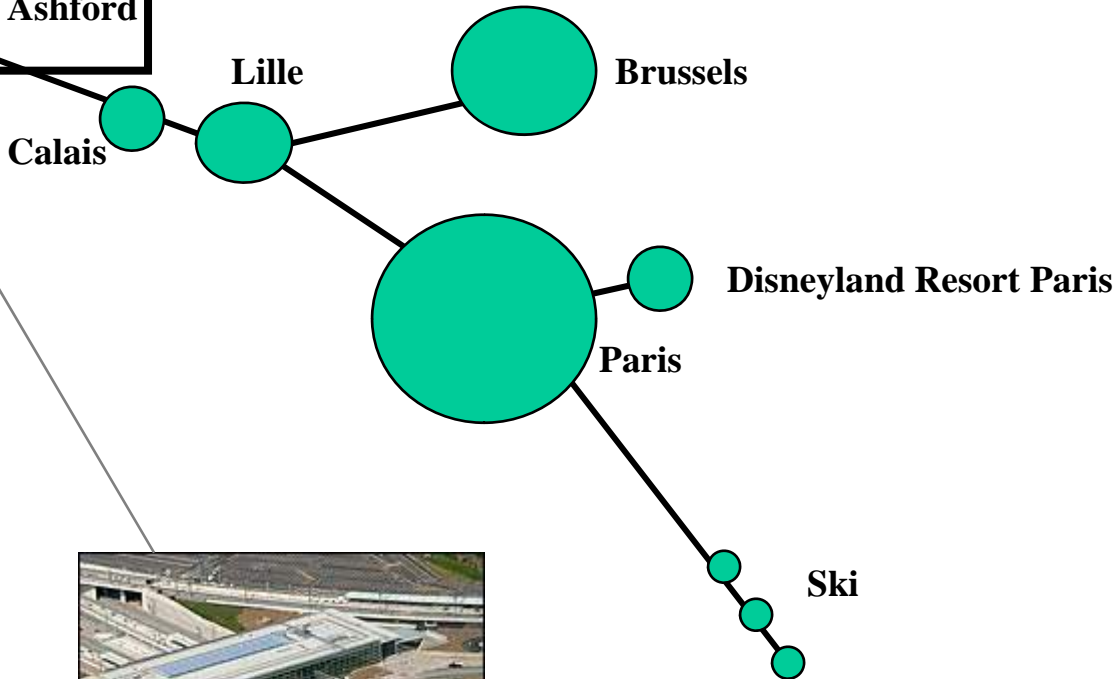 Ashford
Lille
Brussels
Calais
Disneyland Resort Paris
Paris
Ski